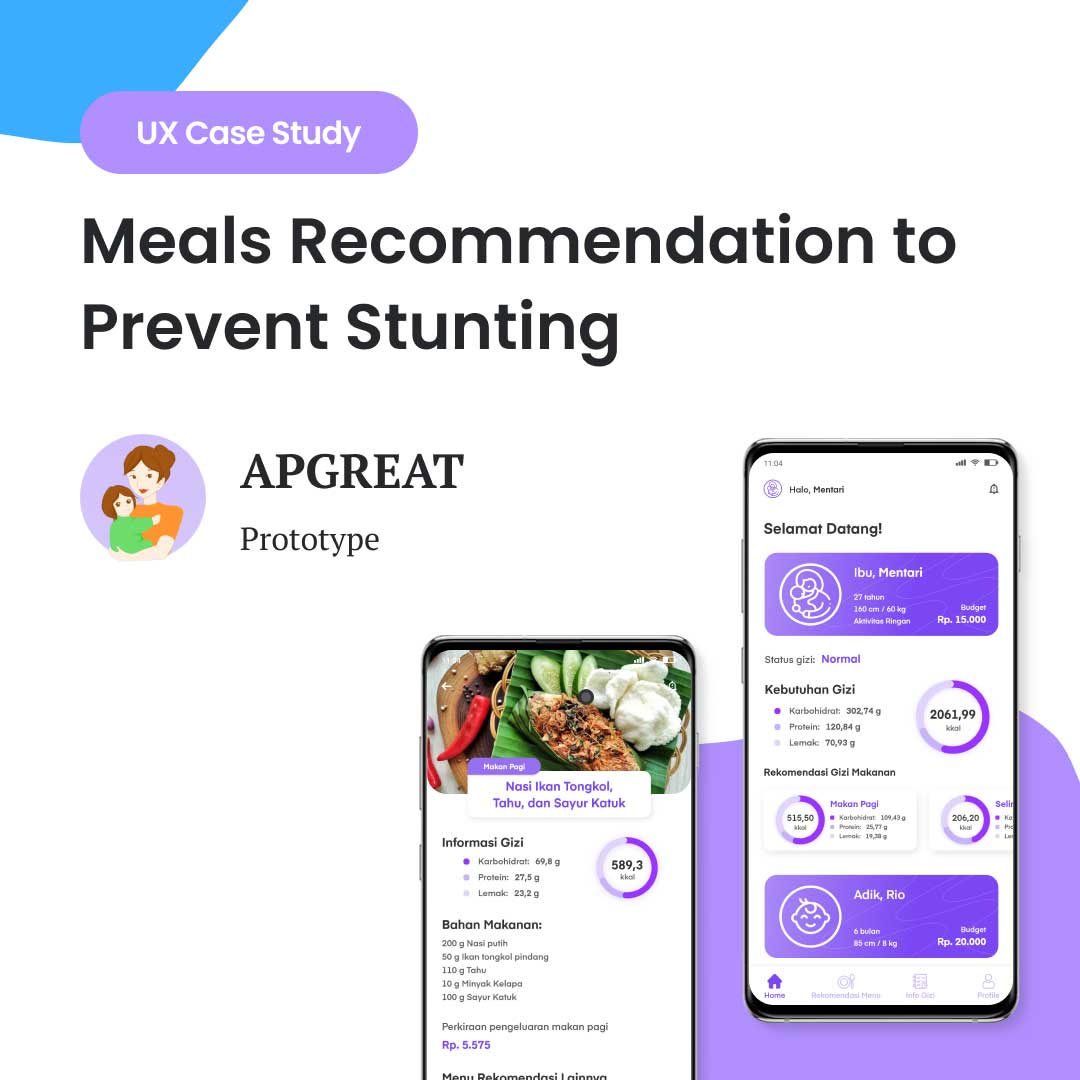 UX Case Study
Meals Recommendation to
Prevent Stunting
APGREAT
Prototype
11:04
Halo, Mentari
Selamat Datang!
Ibu, Mentari
27 tahun
160 cm / 60 kg
Aktivitas Ringan
Budget
Rp. 15.000
Status gizi: Normal
Kebutuhan Gizi
Karbohidrat: 302,74 g
Protein: 120,84 g
Lemak: 70,93 g
2061,99
kkal
Rekomendasi Gizi Makanan
515,50
kkal
Makan Pagi
Karbohidrat: 109,43 g
Protein: 25,77 g
Lemak: 19,38 g
206,20
kkal
Selin
Ka
Pro
Le
Adik, Rio
6 bulan
85 cm / 8 kg
Budget
Rp. 20.000
Home
Rekomendasi Menu
Info Gizi
Profile
Makan Pagi
Nasi Ikan Tongkol,
Tahu, dan Sayur Katuk
Informasi Gizi
Karbohidrat: 69,8 g
Protein: 27,5 g
Lemak: 23,2 g
589,3
kkal
Bahan Makanan:
200 g Nasi putih
50 g Ikan tongkol pindang
110 g Tahu
10 g Minyak Kelapa
100 g Sayur Katuk
Perkiraan pengeluaran makan pagi
Rp. 5.575
Menu Rekomendasi Lainnya